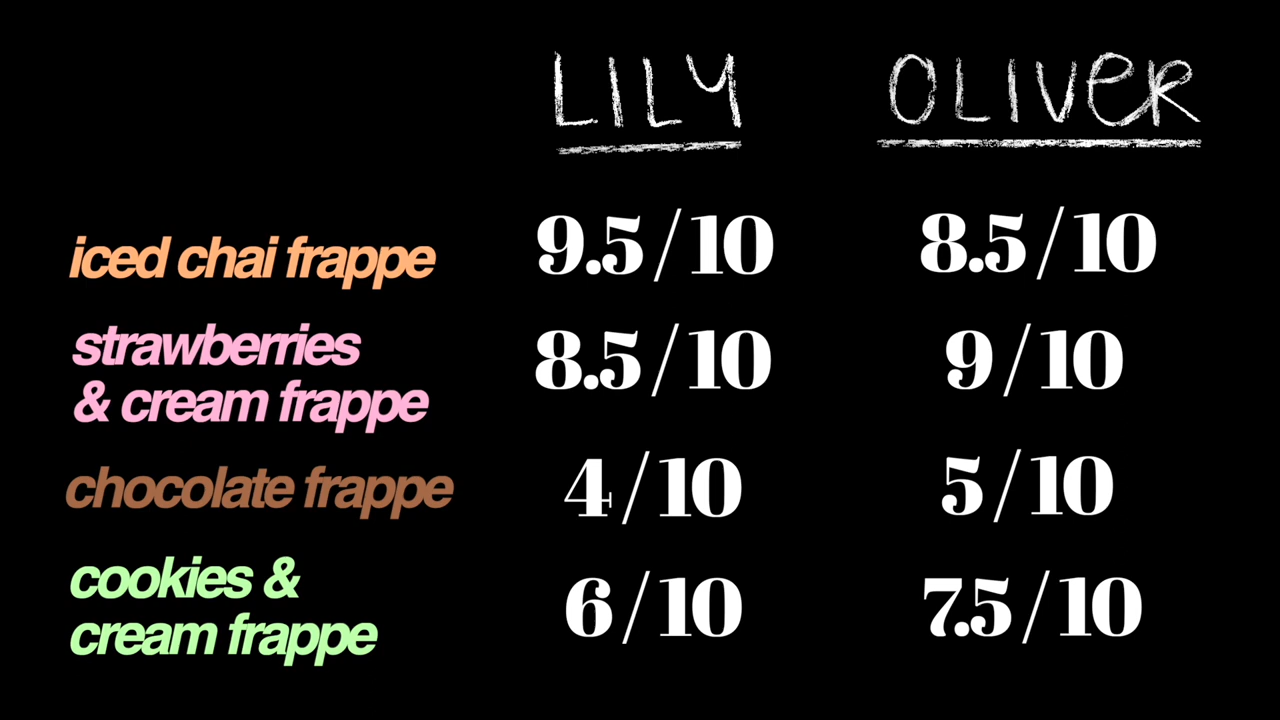 LILY OLIVER
iced chai frappe 9.5/10 8.5/10
strawberries
& cream frappe 8.5/10 9/10
chocolate frappe 4/10 5/10
cookies &
cream frappe 6/10 7.5/10